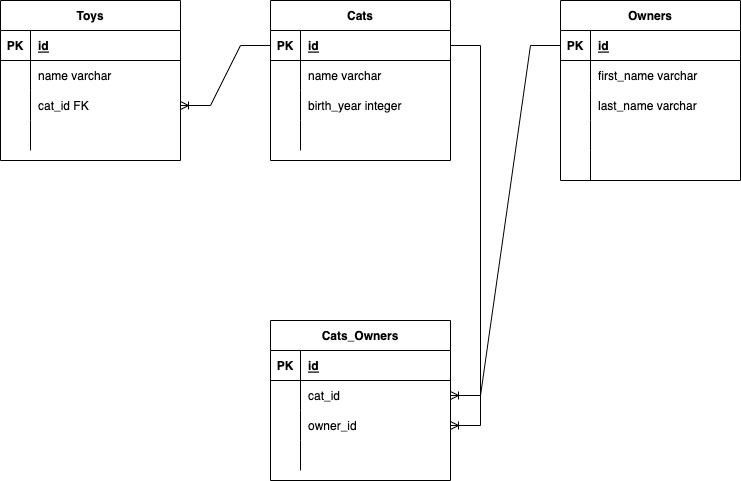 Toys
PK id
name varchar
cat_id FK
Cats
PK id
name varchar
birth_year integer
Owners
PK id
first_name varchar
last_name varchar
Cats_Owners
PK id
cat_id
owner_id